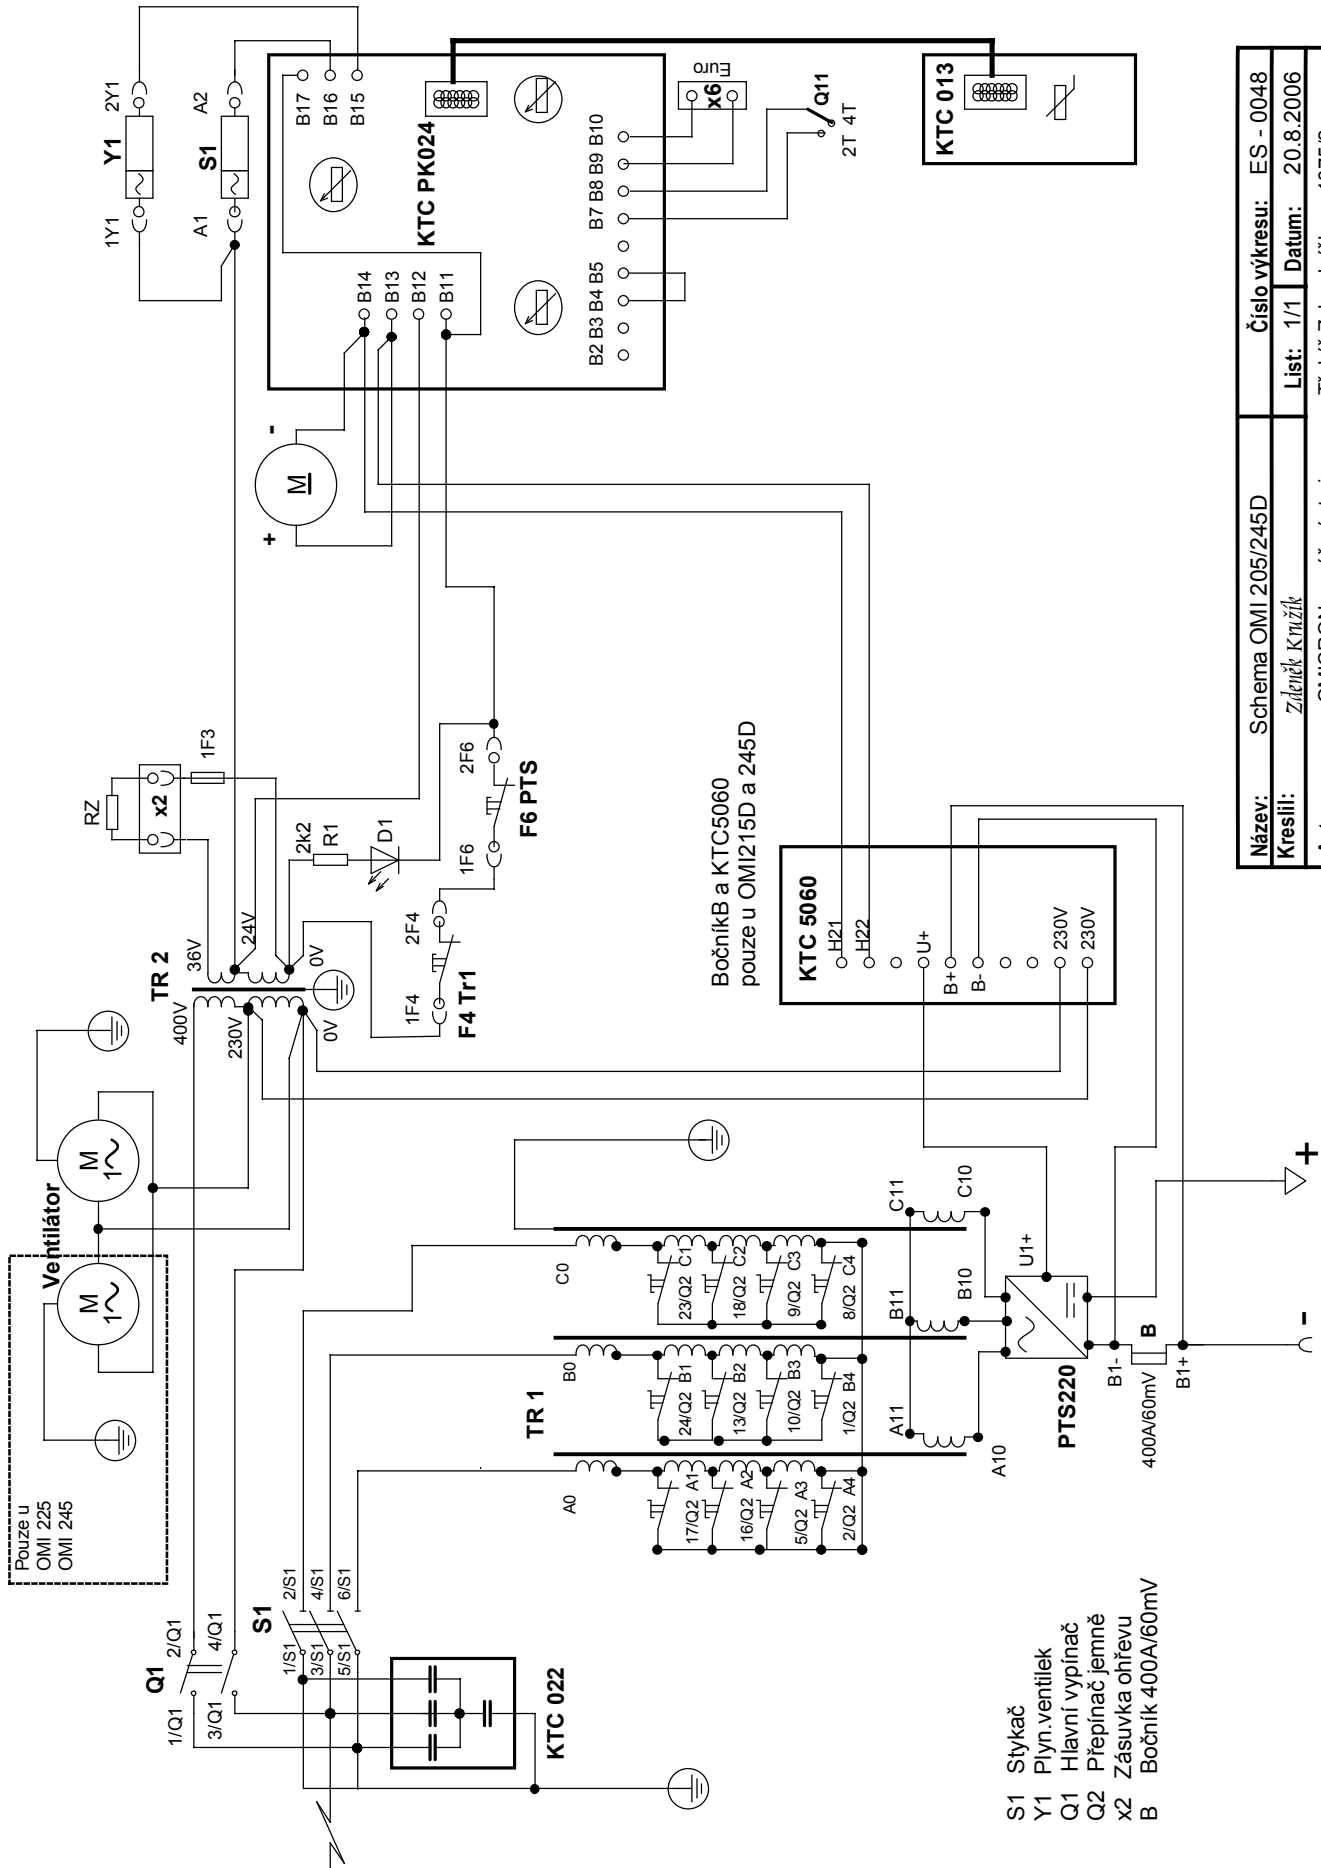 Pouze u
OMI 225
OMI 245
Ventilátor
M
1
M
1
Q1
1/Q1
2/Q1
3/Q1
4/Q1
S1
1/S1
2/S1
3/S1
4/S1
5/S1
6/S1
KTC 022
TR 2
400V
230V
0V
36V
24V
0V
RZ
x2
1F3
2k2
R1
D1
1F4
2F4
F4 Tr1
1F6
2F6
F6 PTS
+
-
M
1Y1
Y1
2Y1
A1
S1
A2
B17
B16
B15
B14
B13
B12
B11
KTC PK024
B2 B3 B4 B5
B7 B8 B9 B10
x6
Euro
Q11
2T 4T
KTC 013
TR 1
A0
B0
C0
17/Q2 A1
16/Q2 A2
5/Q2 A3
2/Q2 A4
24/Q2 B1
13/Q2 B2
10/Q2 B3
1/Q2 B4
23/Q2 C1
18/Q2 C2
9/Q2 C3
8/Q2 C4
A11
A10
B11
B10
C11
C10
U1+
PTS220
B1-
B
400A/60mV
B1+
-
+
BočníkB a KTC5060
pouze u OMI215D a 245D
KTC 5060
H21
H22
U+
B+
B-
230V
230V
S1 Stykač
Y1 Plyn.ventilek
Q1 Hlavní vypínač
Q2 Přepínač jemně
x2 Zásuvka ohřevu
B Bočník 400A/60mV
Název: Schema OMI 205/245D Číslo výkresu: ES - 0048
Kreslil: Zdeněk Kružík List: 1/1 Datum: 20.8.2006